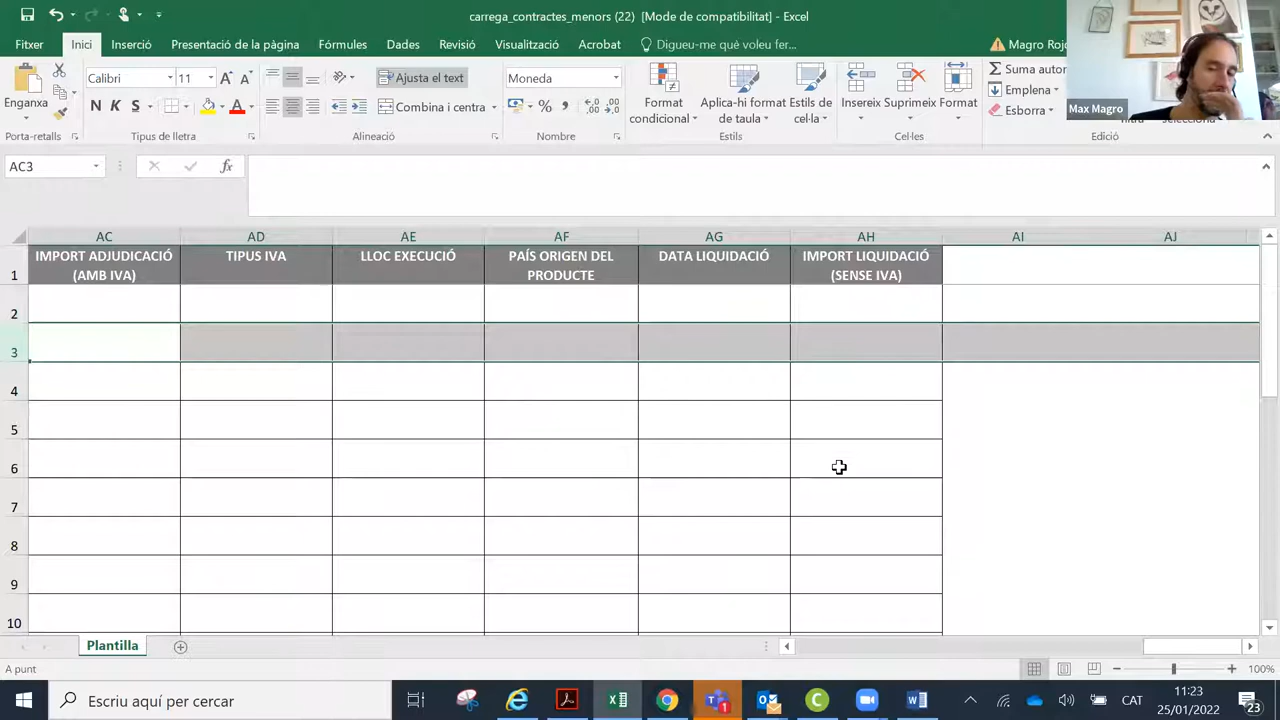 carrega_contractes_menors (22) [Mode de compatibilitat] - Excel
Fitxer Inici Inserció Presentació de la pàgina Fórmules Dades Revisió Visualització Acrobat Digueu-me què voleu fer... Magro Roj
Enganxa
Porta-retalls
Calibri 11
N K S
Tipus de lletra
Ajusta el text
Combina i centra
Alineació
Moneda
%
Nombre
Format condicional
Aplica-hi format de taula
Estils de cel·la
Estils
Insereix Suprimeix Format
Cel·les
Suma autor
Emplena
Esborra
selecciona
Edició
Max Magro
AC3 fx
AC AD AE AF AG AH AI AJ
1 IMPORT ADJUDICACIÓ (AMB IVA) TIPUS IVA LLOC EXECUCIÓ PAÍS ORIGEN DEL PRODUCTE DATA LIQUIDACIÓ IMPORT LIQUIDACIÓ (SENSE IVA)
2
3
4
5
6
7
8
9
10
Plantilla
A punt 100%
Escriu aquí per cercar
CAT
11:23
25/01/2022
23